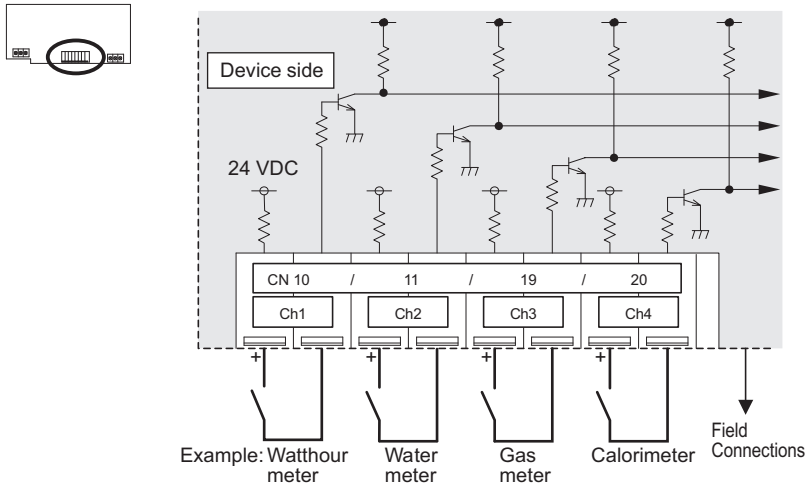 Device side
24 VDC
CN 10 / 11 / 19 / 20
Ch1 Ch2 Ch3 Ch4
+ + + +
Example: Watthour meter
Water meter
Gas meter
Calorimeter
Field Connections